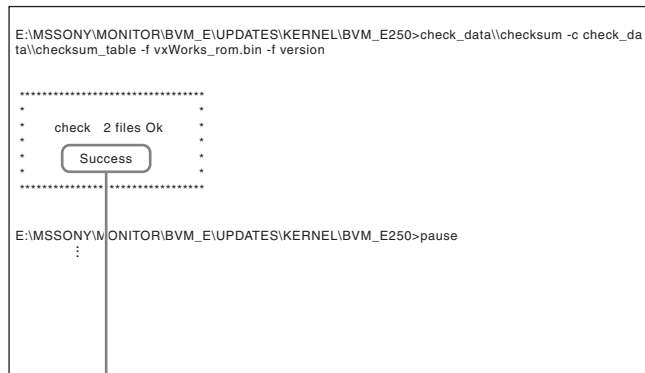 E:\MSSONY\MONITOR\BVM_E\UPDATES\KERNEL\BVM_E250>check_data\\checksum -c check_da
ta\\checksum_table -f vxWorks_rom.bin -f version
*********************************
* *
* check 2 files Ok *
* *
* Success *
* *
*********************************
E:\MSSONY\MONITOR\BVM_E\UPDATES\KERNEL\BVM_E250>pause
⋮